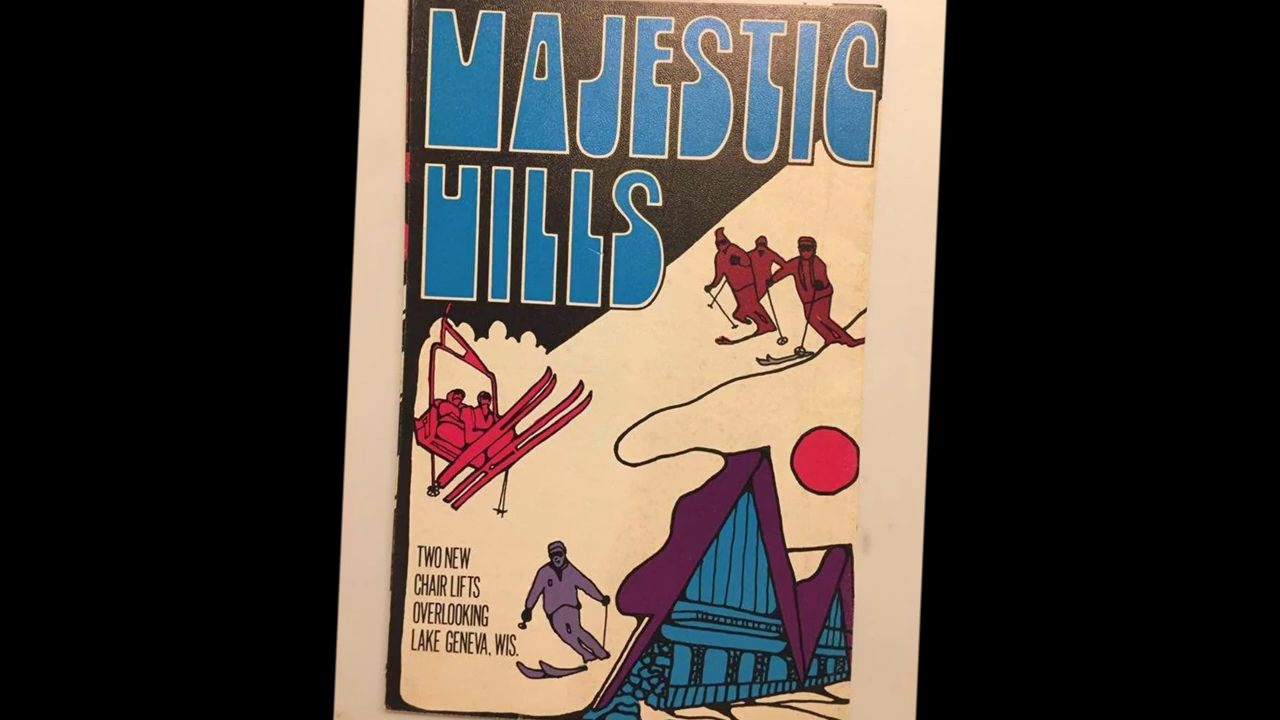 MAJESTIC
HILLS
TWO NEW
CHAIR LIFTS
OVERLOOKING
LAKE GENEVA, WIS.